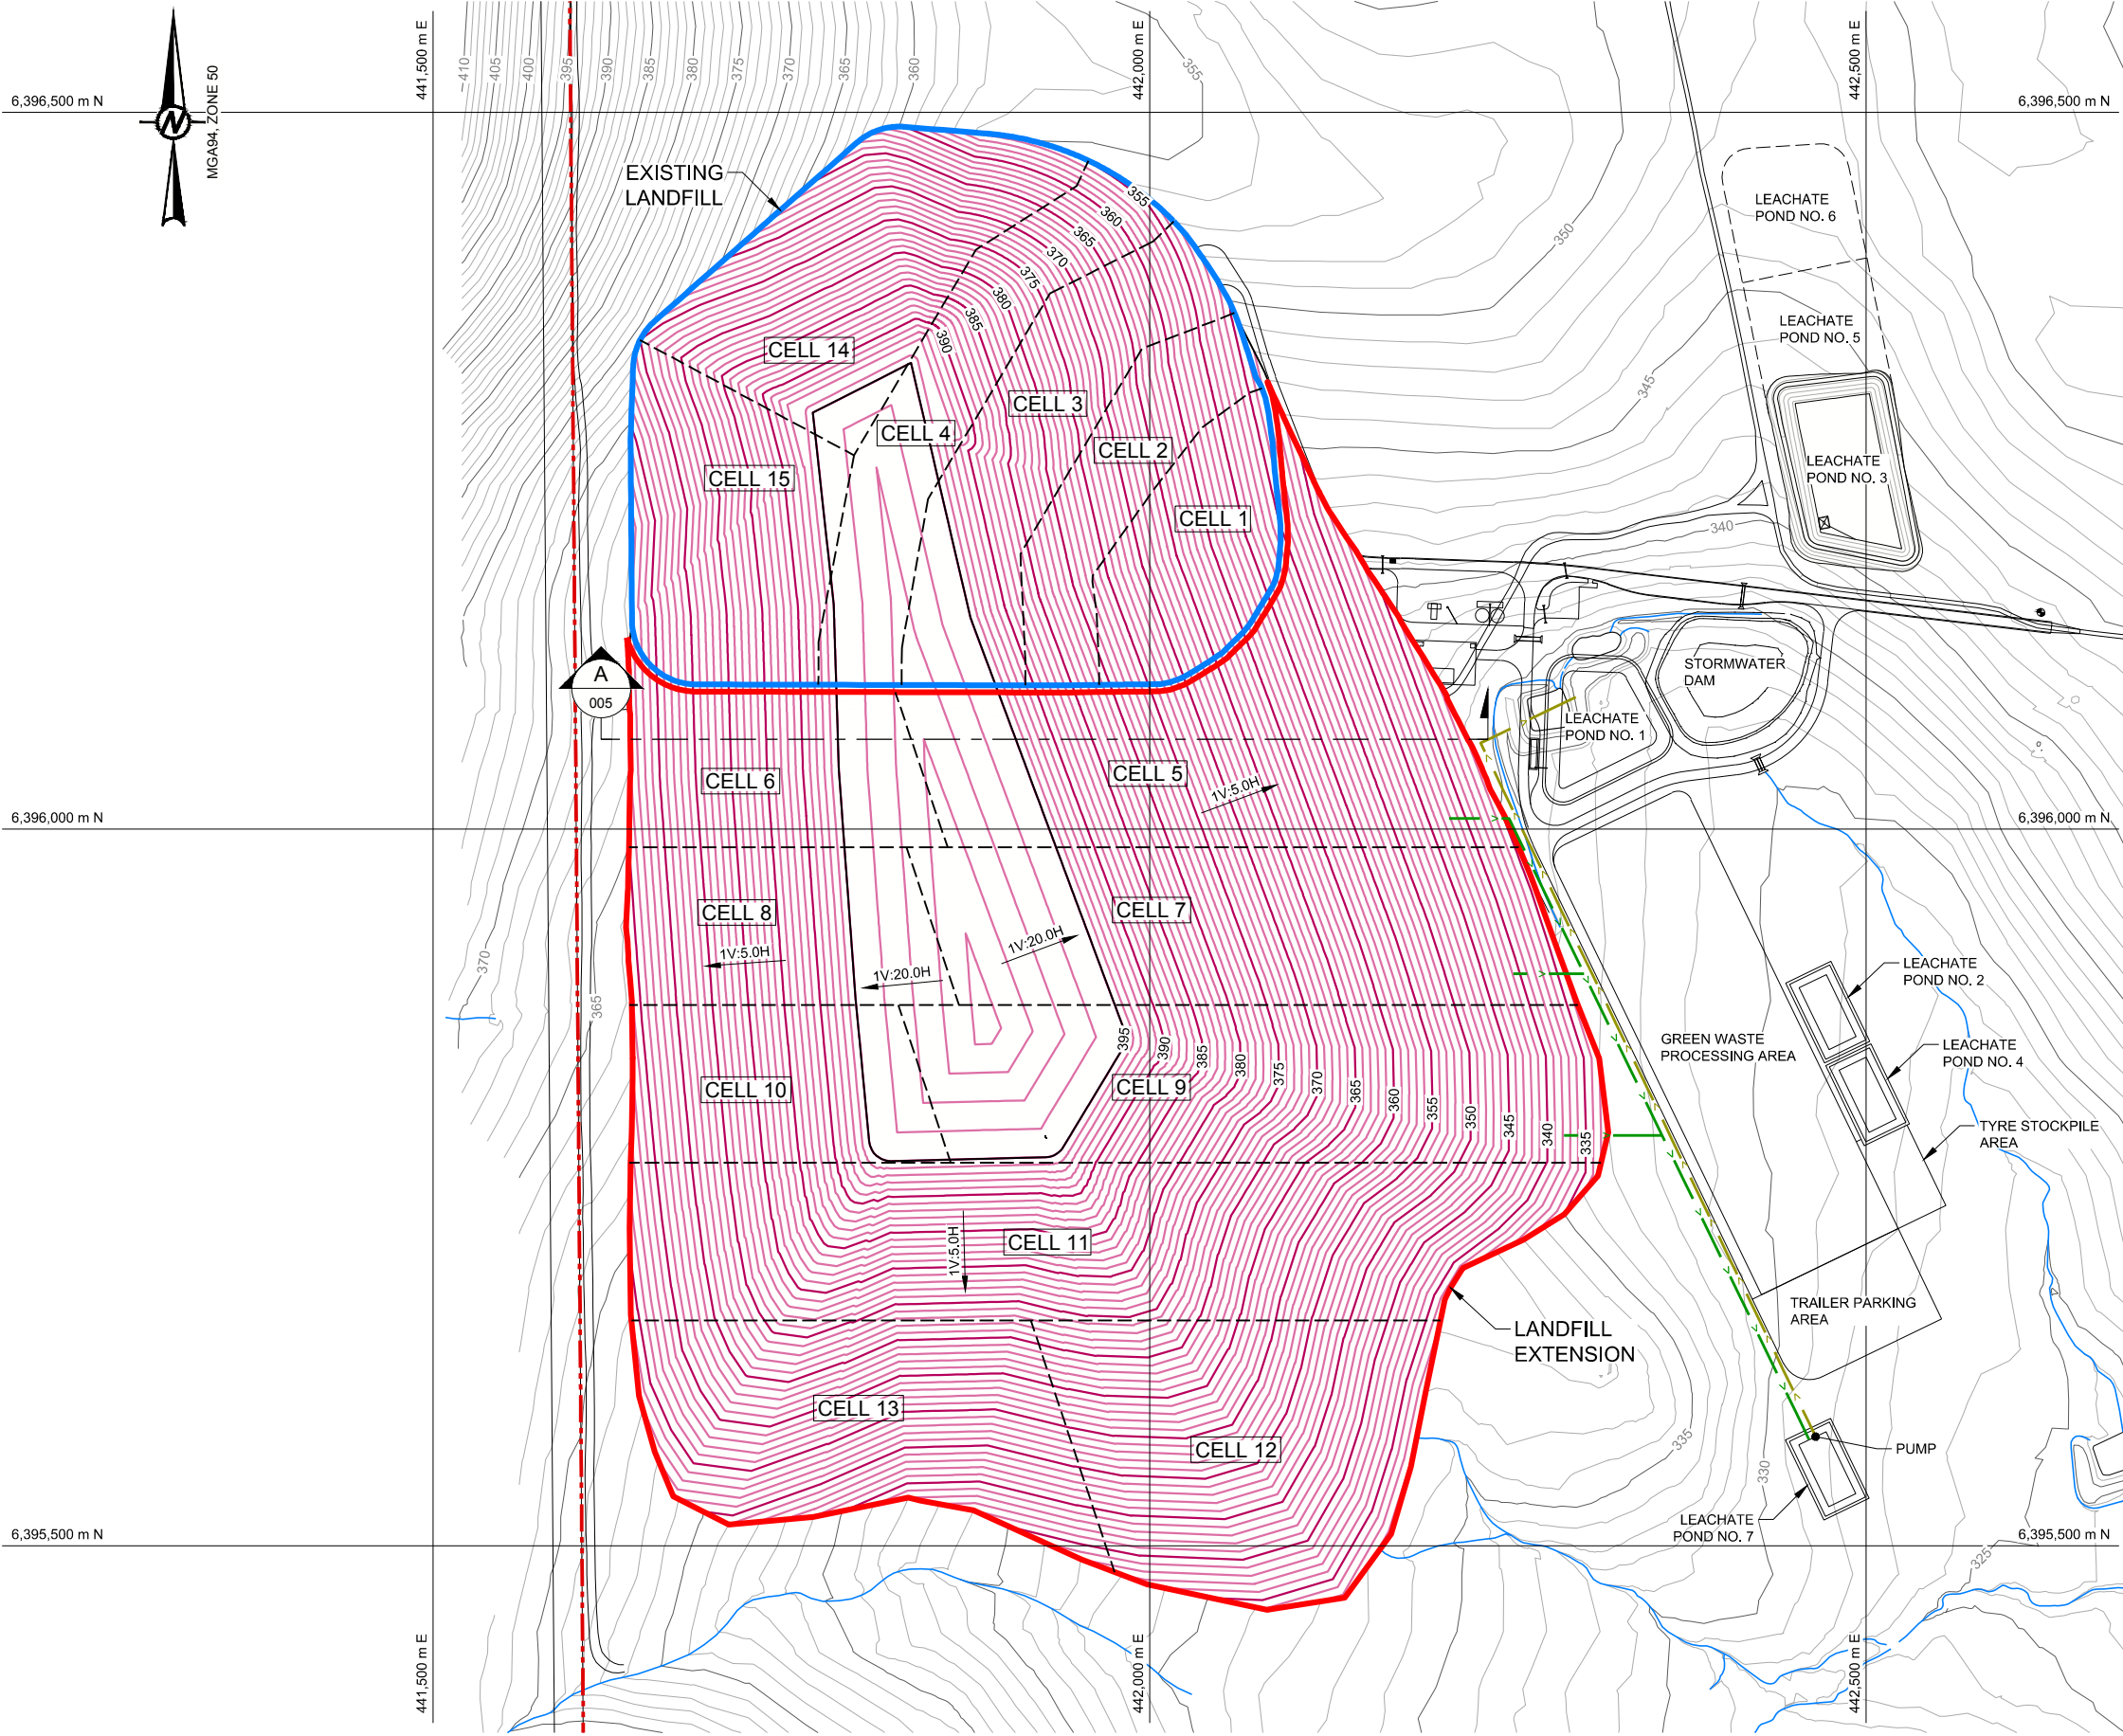 410
405
400
395
390
385
380
375
370
365
360
441,500 m E
442,000 m E
355
442,500 m E
MGA94, ZONE 50
6,396,500 m N
6,396,500 m N
N
EXISTING
LANDFILL
355
360
365
370
375
380
385
390
350
LEACHATE
POND NO. 6
LEACHATE
POND NO. 5
345
CELL 14
CELL 3
CELL 4
CELL 2
CELL 15
CELL 1
LEACHATE
POND NO. 3
340
A
005
STORMWATER
DAM
LEACHATE
POND NO. 1
CELL 6
CELL 5
1V:5.0H
6,396,000 m N
6,396,000 m N
CELL 8
CELL 7
1V:5.0H
1V:20.0H
1V:20.0H
370
365
LEACHATE
POND NO. 2
GREEN WASTE
PROCESSING AREA
LEACHATE
POND NO. 4
395
390
385
380
375
370
365
360
355
350
345
340
335
CELL 10
CELL 9
TYRE STOCKPILE
AREA
CELL 11
1V:5.0H
TRAILER PARKING
AREA
LANDFILL
EXTENSION
CELL 13
CELL 12
335
330
PUMP
LEACHATE
POND NO. 7
6,395,500 m N
6,395,500 m N
325
441,500 m E
442,000 m E
442,500 m E